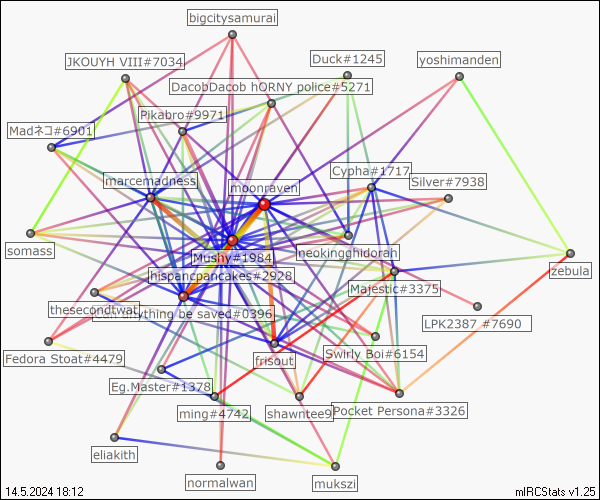 bigcitysamurai
JKOUYH VIII#7034
Duck#1245
yoshimanden
DacobDacob hORNY police#5271
Pikabro#9971
Madネコ#6901
Cypha#1717
marcemadness
moonraven
Silver#7938
somass
neokingghidorah
Mushy#1984
hispancpancakes#2928
zebula
Majestic#3375
thesecondtwat
can anything be saved#0396
LPK2387 #7690
Fedora Stoat#4479
frisout
Swirly Boi#6154
Eg.Master#1378
ming#4742
shawntee9
Pocket Persona#3326
eliakith
normalwan
mukszi
14.5.2024 18:12
mIRCStats v1.25